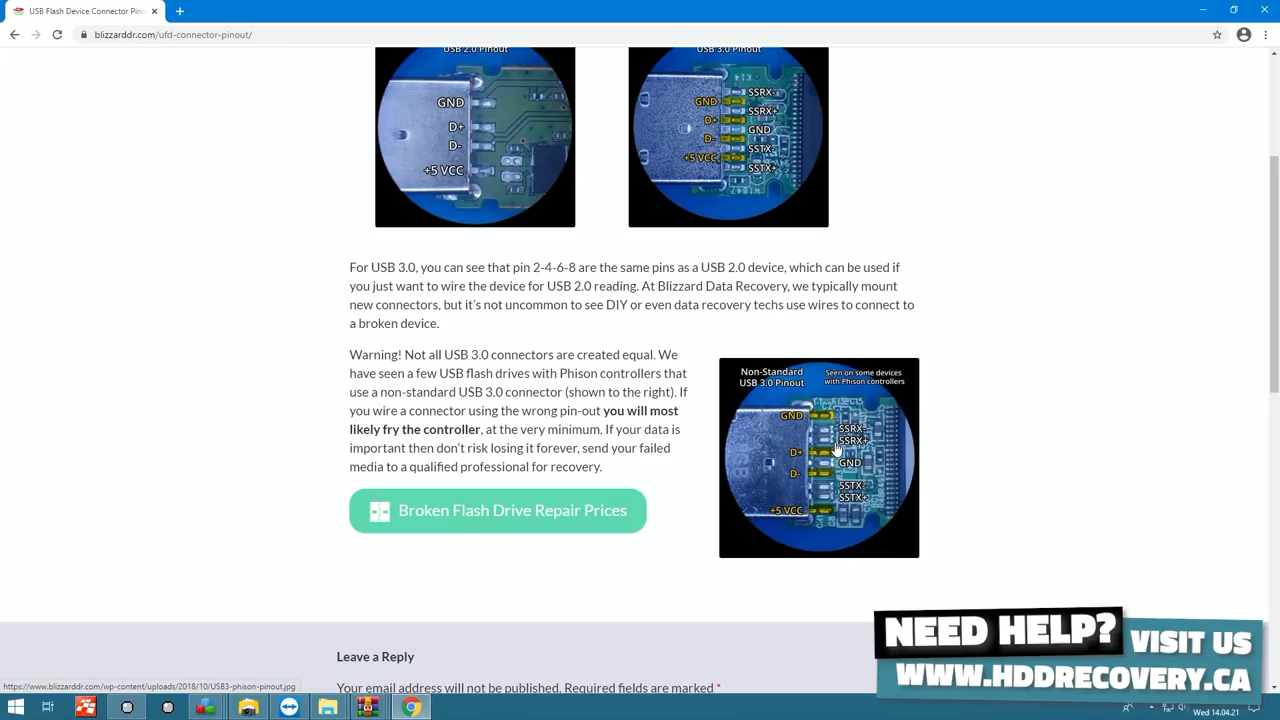 USB Flash Device Connector Pin
blizzarddr.com/ufd-connector-pinout/
USB 2.0 Pinout
GND
D+
D-
+5 VCC
USB 3.0 Pinout
SSRX-
GND
SSRX+
D+
GND
D-
SSTX-
+5 VCC
SSTX+
For USB 3.0, you can see that pin 2-4-6-8 are the same pins as a USB 2.0 device, which can be used if
you just want to wire the device for USB 2.0 reading. At Blizzard Data Recovery, we typically mount
new connectors, but it’s not uncommon to see DIY or even data recovery techs use wires to connect to
a broken device.
Warning! Not all USB 3.0 connectors are created equal. We
have seen a few USB flash drives with Phison controllers that
use a non-standard USB 3.0 connector (shown to the right). If
you wire a connector using the wrong pin-out you will most
likely fry the controller, at the very minimum. If your data is
important then don’t risk losing it forever, send your failed
media to a qualified professional for recovery.
Non-Standard
USB 3.0 Pinout
Seen on some devices
with Phison controllers
GND
SSRX-
SSRX+
D+
GND
D-
SSTX-
SSTX+
+5 VCC
Broken Flash Drive Repair Prices
Leave a Reply
Your email address will not be published. Required fields are marked *
NEED HELP?
VISIT US
WWW.HDDRECOVERY.CA
https://www.blizzarddr.com/wp-content/uploads/2018/10/USB3-phison-pinout.jpg
Wed 14.04.21